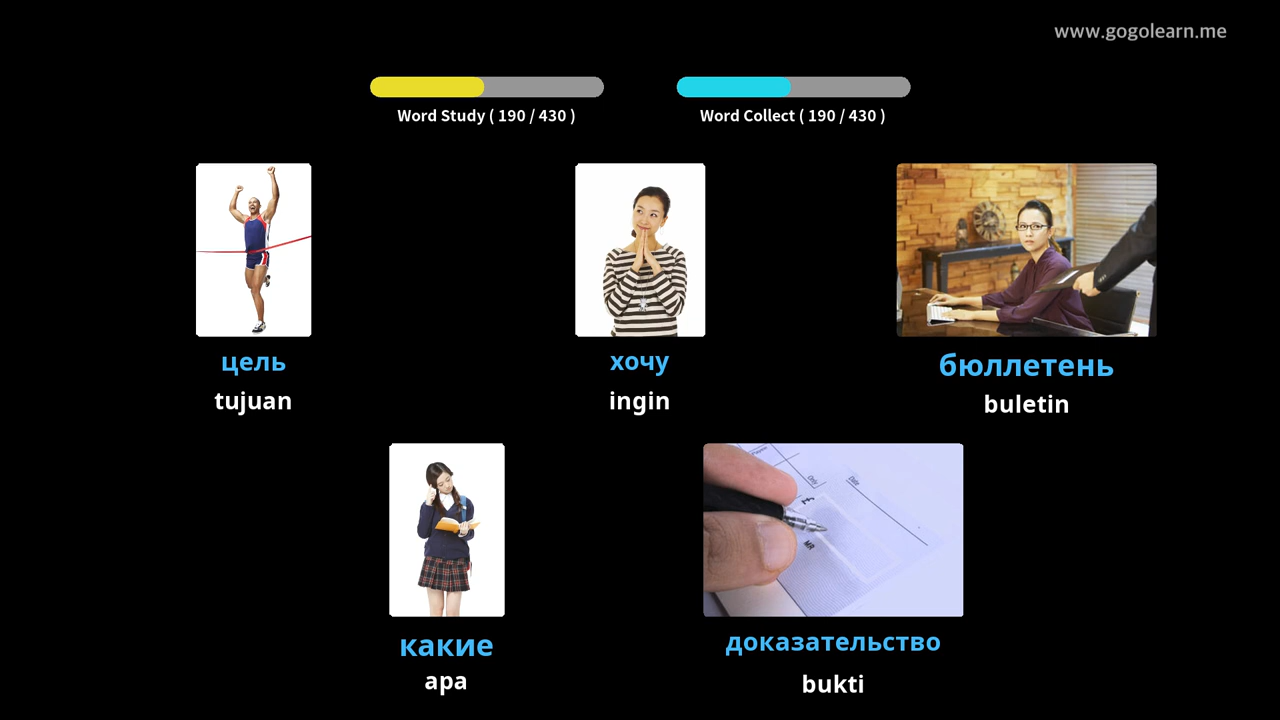 www.gogolearn.me
Word Study ( 190 / 430 )
Word Collect ( 190 / 430 )
цель
tujuan
хочу
ingin
бюллетень
buletin
какие
apa
доказательство
bukti